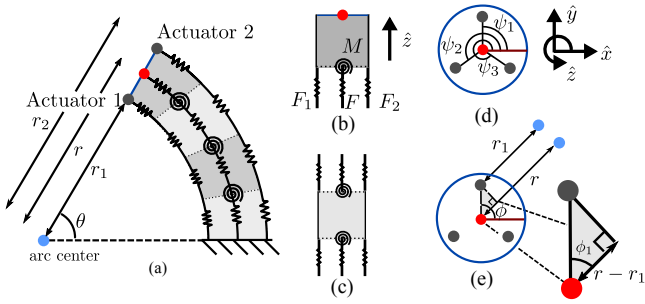 Actuator 2
Actuator 1
r₂
r
r₁
θ
arc center
(a)
M
ẑ
F₁
F
F₂
(b)
(c)
ψ₁
ψ₂
ψ₃
ŷ
x̂
ẑ
(d)
r₁
r
ϕ
(e)
ϕ₁
r − r₁